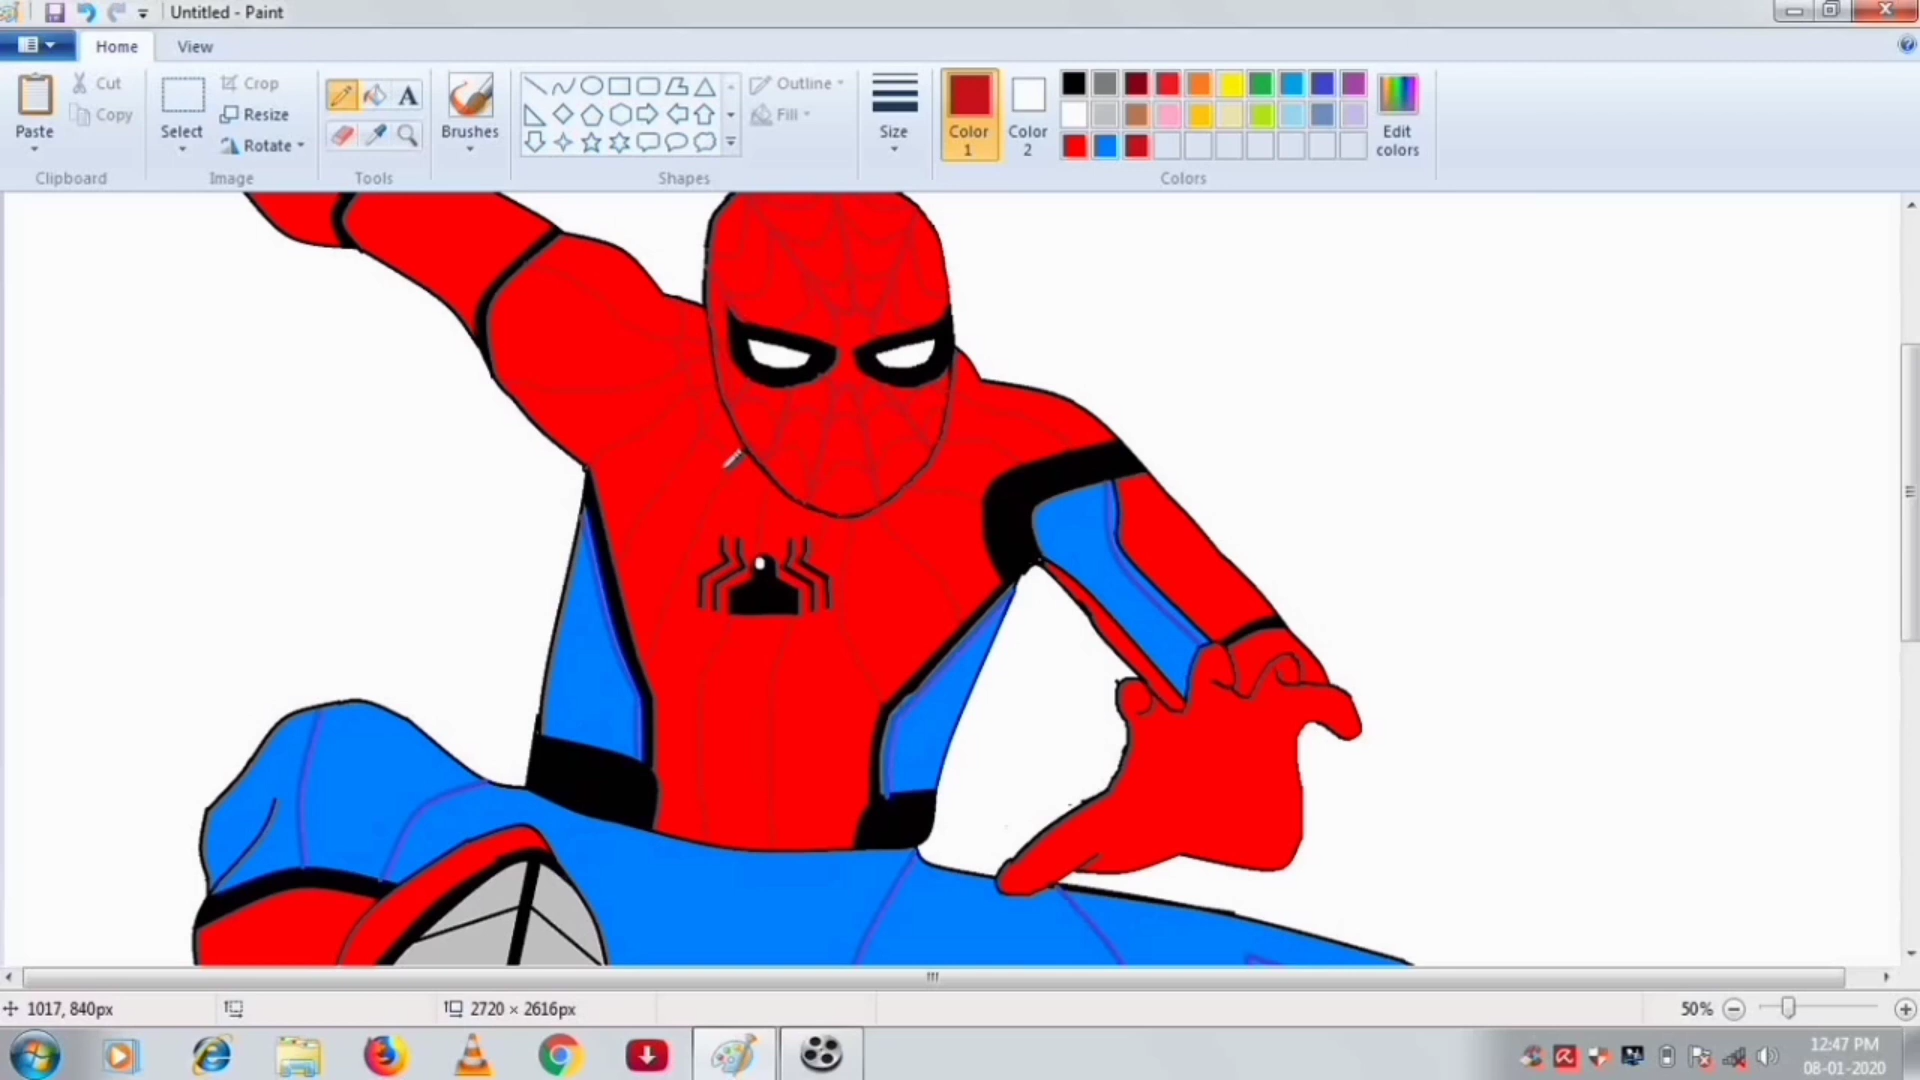 Untitled - Paint
Home
View
Cut
Copy
Paste
Clipboard
Crop
Resize
Rotate
Select
Image
A
Tools
Brushes
Outline
Fill
Shapes
Size
Color
1
Color
2
Edit
colors
Colors
1017, 840px
2720 × 2616px
50%
12:47 PM
08-01-2020